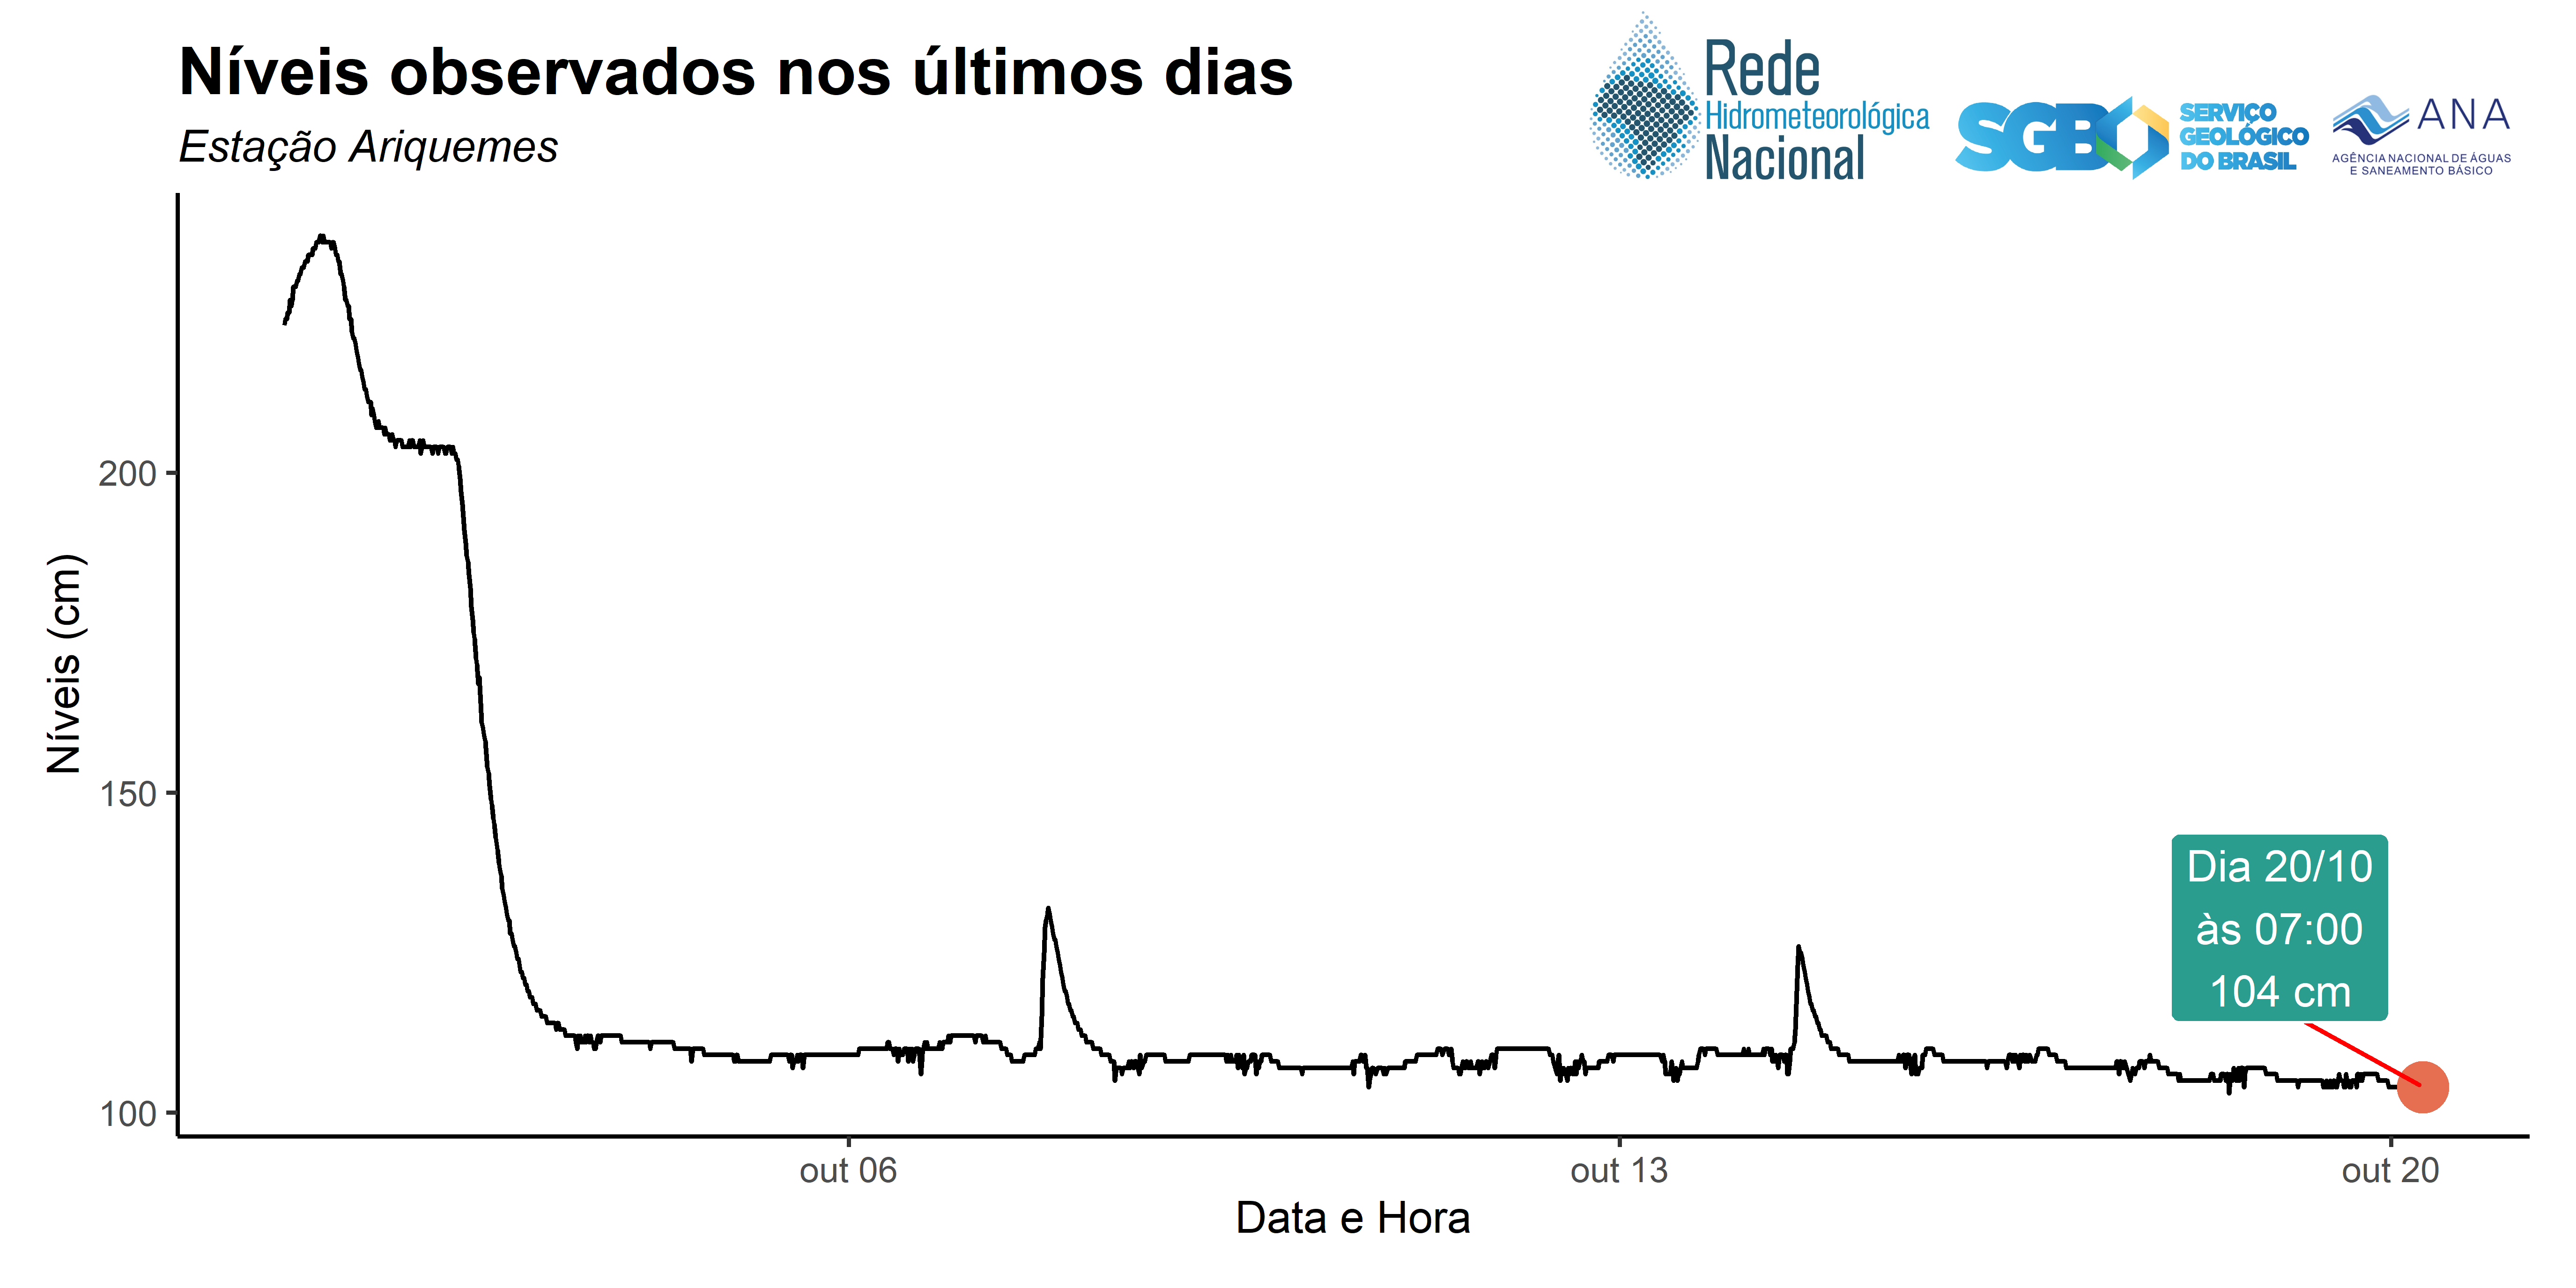 Níveis observados nos últimos dias
Estação Ariquemes
Rede
Hidrometeorológica
Nacional
SGB
SERVIÇO
GEOLÓGICO
DO BRASIL
ANA
AGÊNCIA NACIONAL DE ÁGUAS
E SANEAMENTO BÁSICO
Níveis (cm)
200
150
100
Dia 20/10
às 07:00
104 cm
out 06
out 13
out 20
Data e Hora